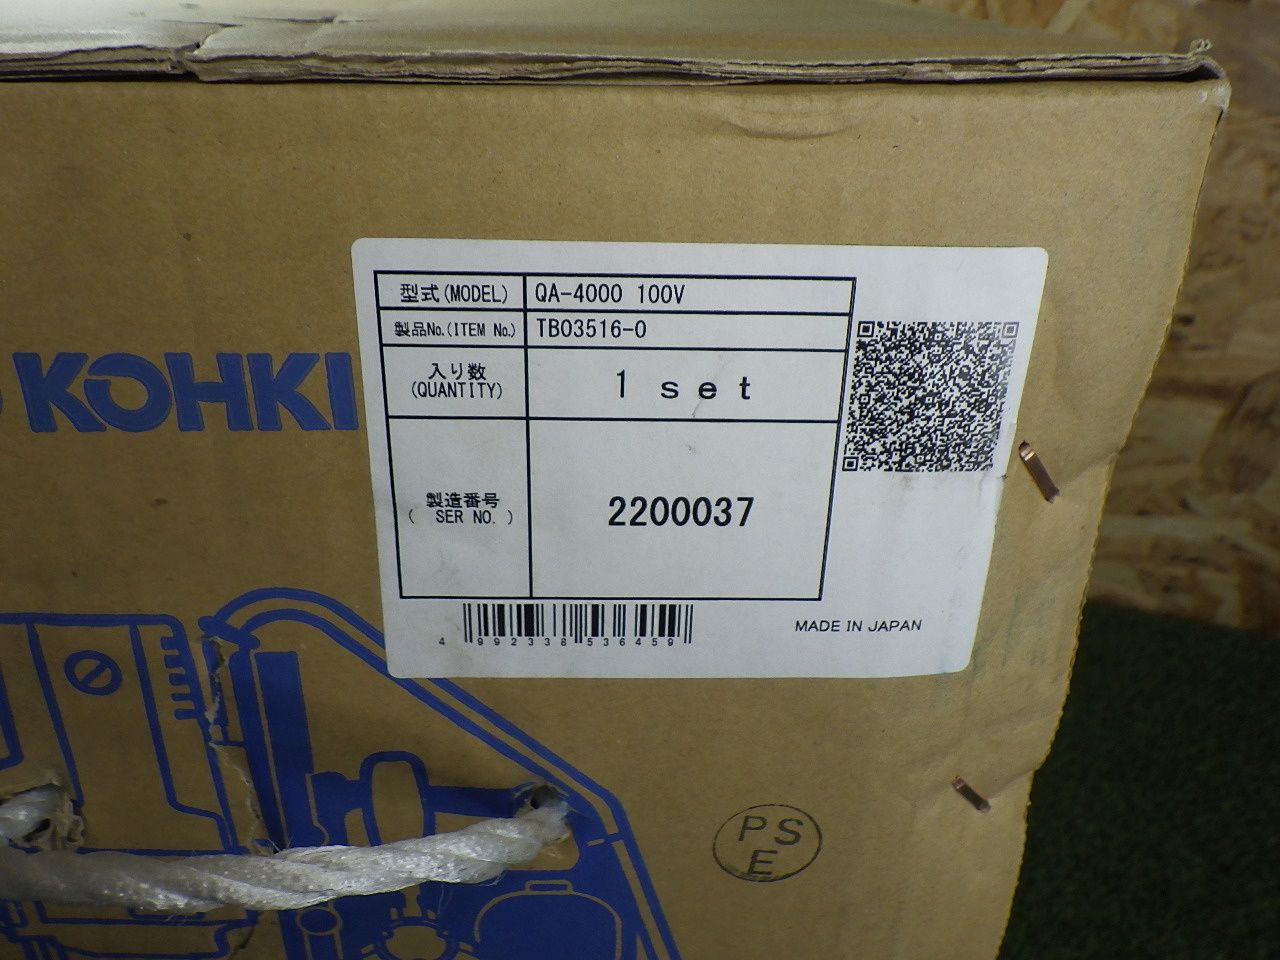 KOHKI
型式(MODEL) QA-4000 100V
製品No.(ITEM No.) TB03516-0
入り数
(QUANTITY) 1 set
製造番号
( SER NO. ) 2200037
4 992338 536459
MADE IN JAPAN
PS
E